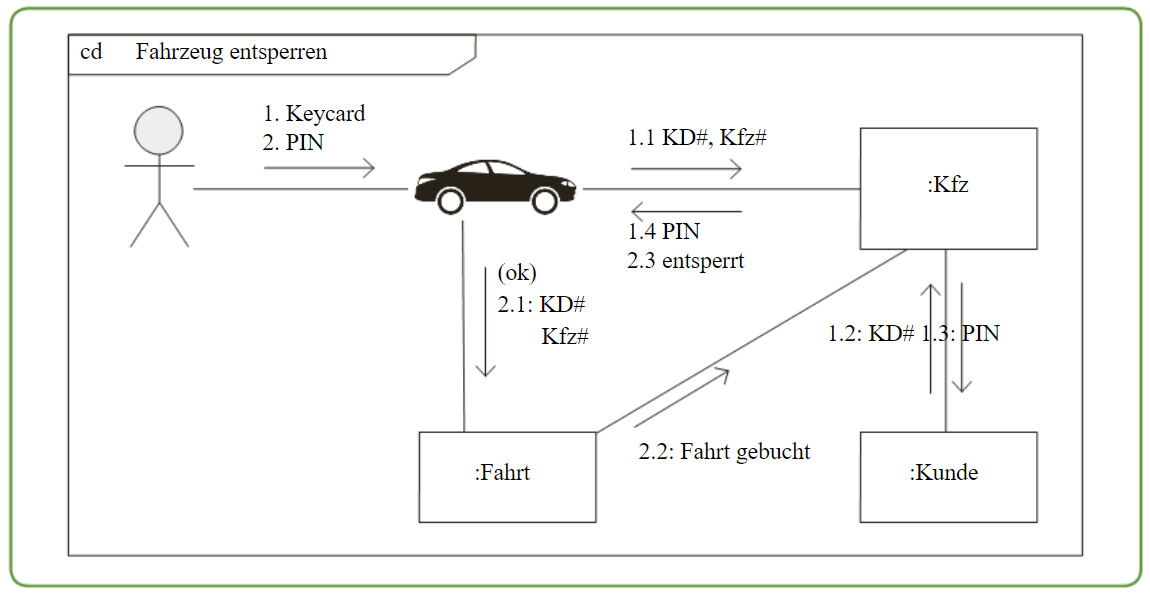 cd Fahrzeug entsperren
1. Keycard
2. PIN
1.1 KD#, Kfz#
:Kfz
1.4 PIN
2.3 entsperrt
(ok)
2.1: KD#
Kfz#
1.2: KD# 1.3: PIN
2.2: Fahrt gebucht
:Fahrt
:Kunde